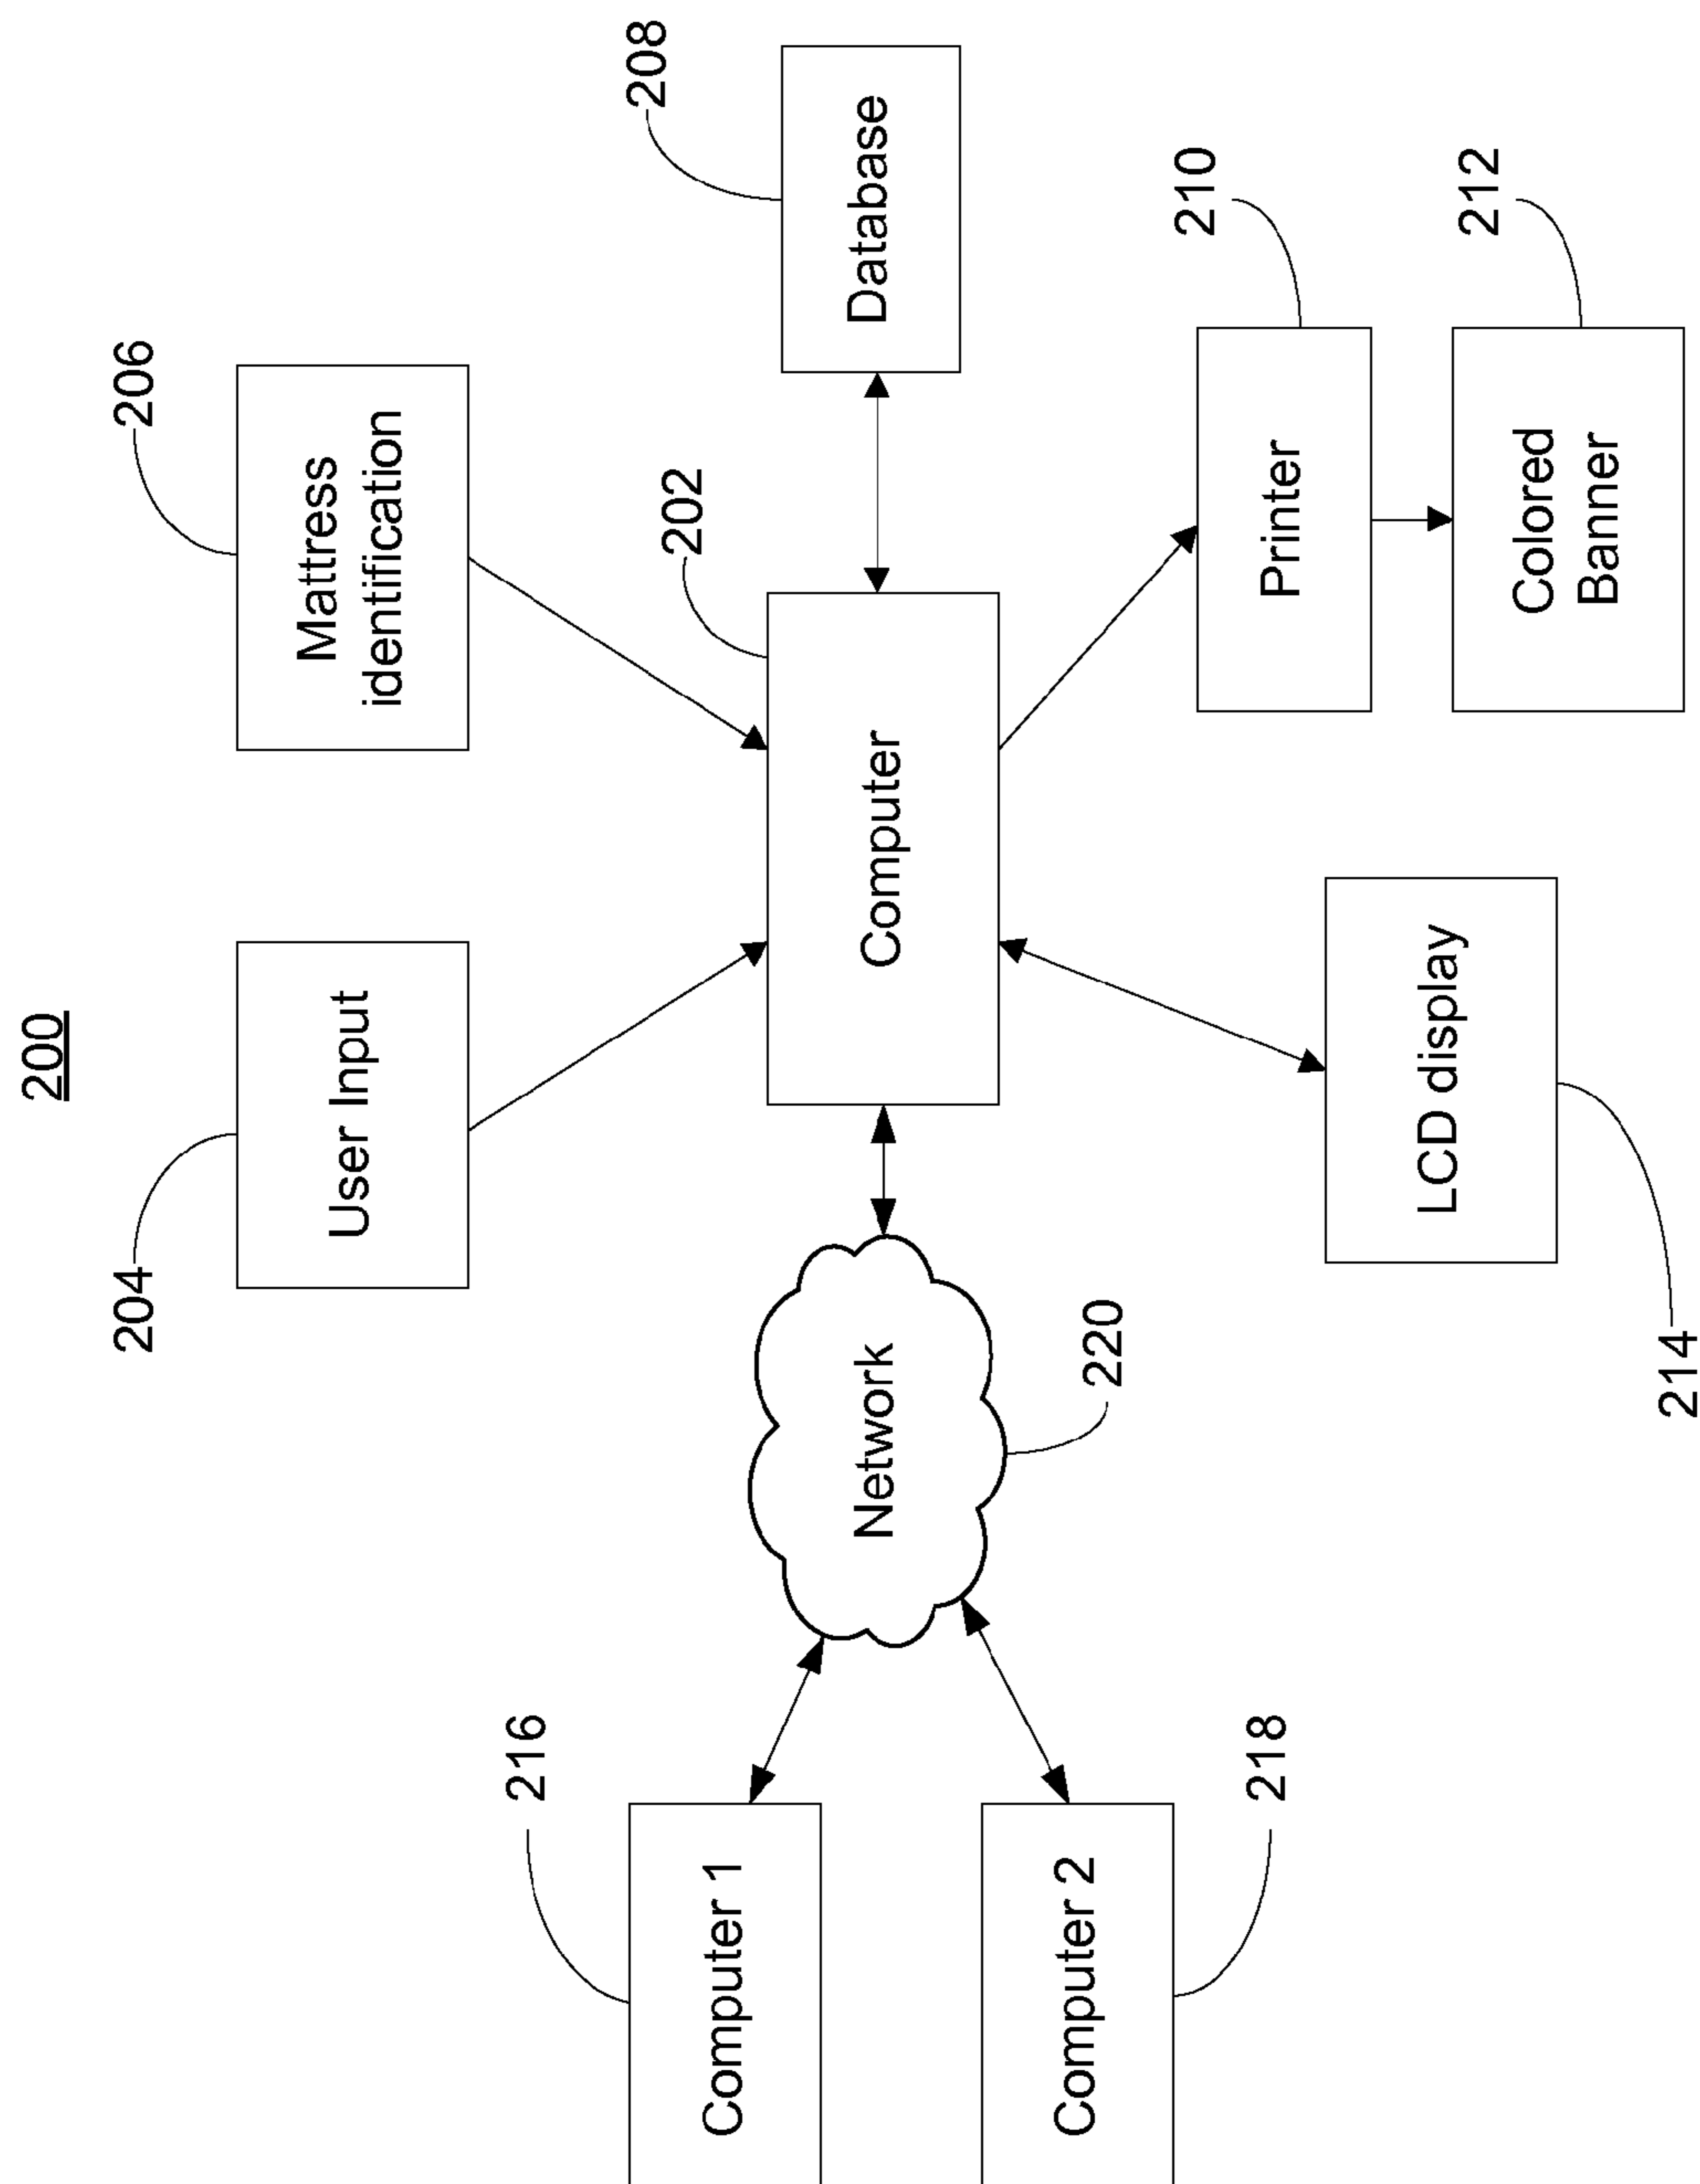 200
204
User Input
206
Mattress
identification
208
Database
202
Computer
Network
220
216
Computer 1
218
Computer 2
214
LCD display
210
Printer
212
Colored
Banner